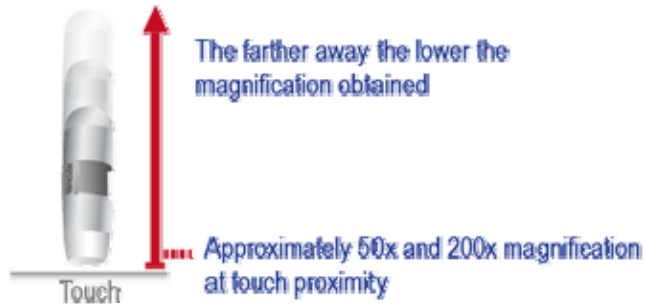 The farther away the lower the
magnification obtained
Approximately 50x and 200x magnification
at touch proximity
Touch